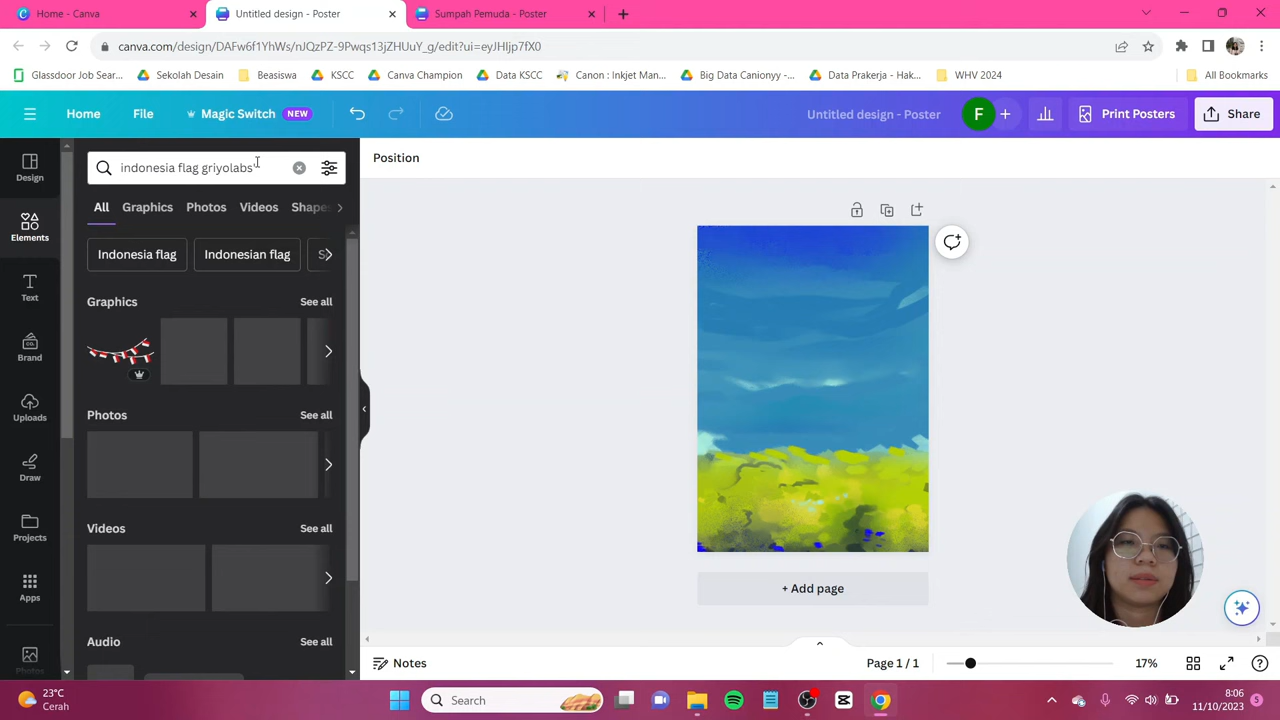 Home - Canva
Untitled design - Poster
Sumpah Pemuda - Poster
canva.com/design/DAFw6f1YhWs/nJQzPZ-9Pwqs13jZHUuY_g/edit?ui=eyJHIjp7fX0
Glassdoor Job Sear...
Sekolah Desain
Beasiswa
KSCC
Canva Champion
Data KSCC
Canon : Inkjet Man...
Big Data Canionyy -...
Data Prakerja - Hak...
WHV 2024
All Bookmarks
Home
File
Magic Switch
NEW
Untitled design - Poster
F
Print Posters
Share
Design
Elements
Text
Brand
Uploads
Draw
Projects
Apps
Photos
indonesia flag griyolabs
All
Graphics
Photos
Videos
Shapes
Indonesia flag
Indonesian flag
S
Graphics
See all
Photos
See all
Videos
See all
Audio
See all
Position
+ Add page
Notes
Page 1 / 1
17%
23°C
Cerah
Search
8:06
11/10/2023
5